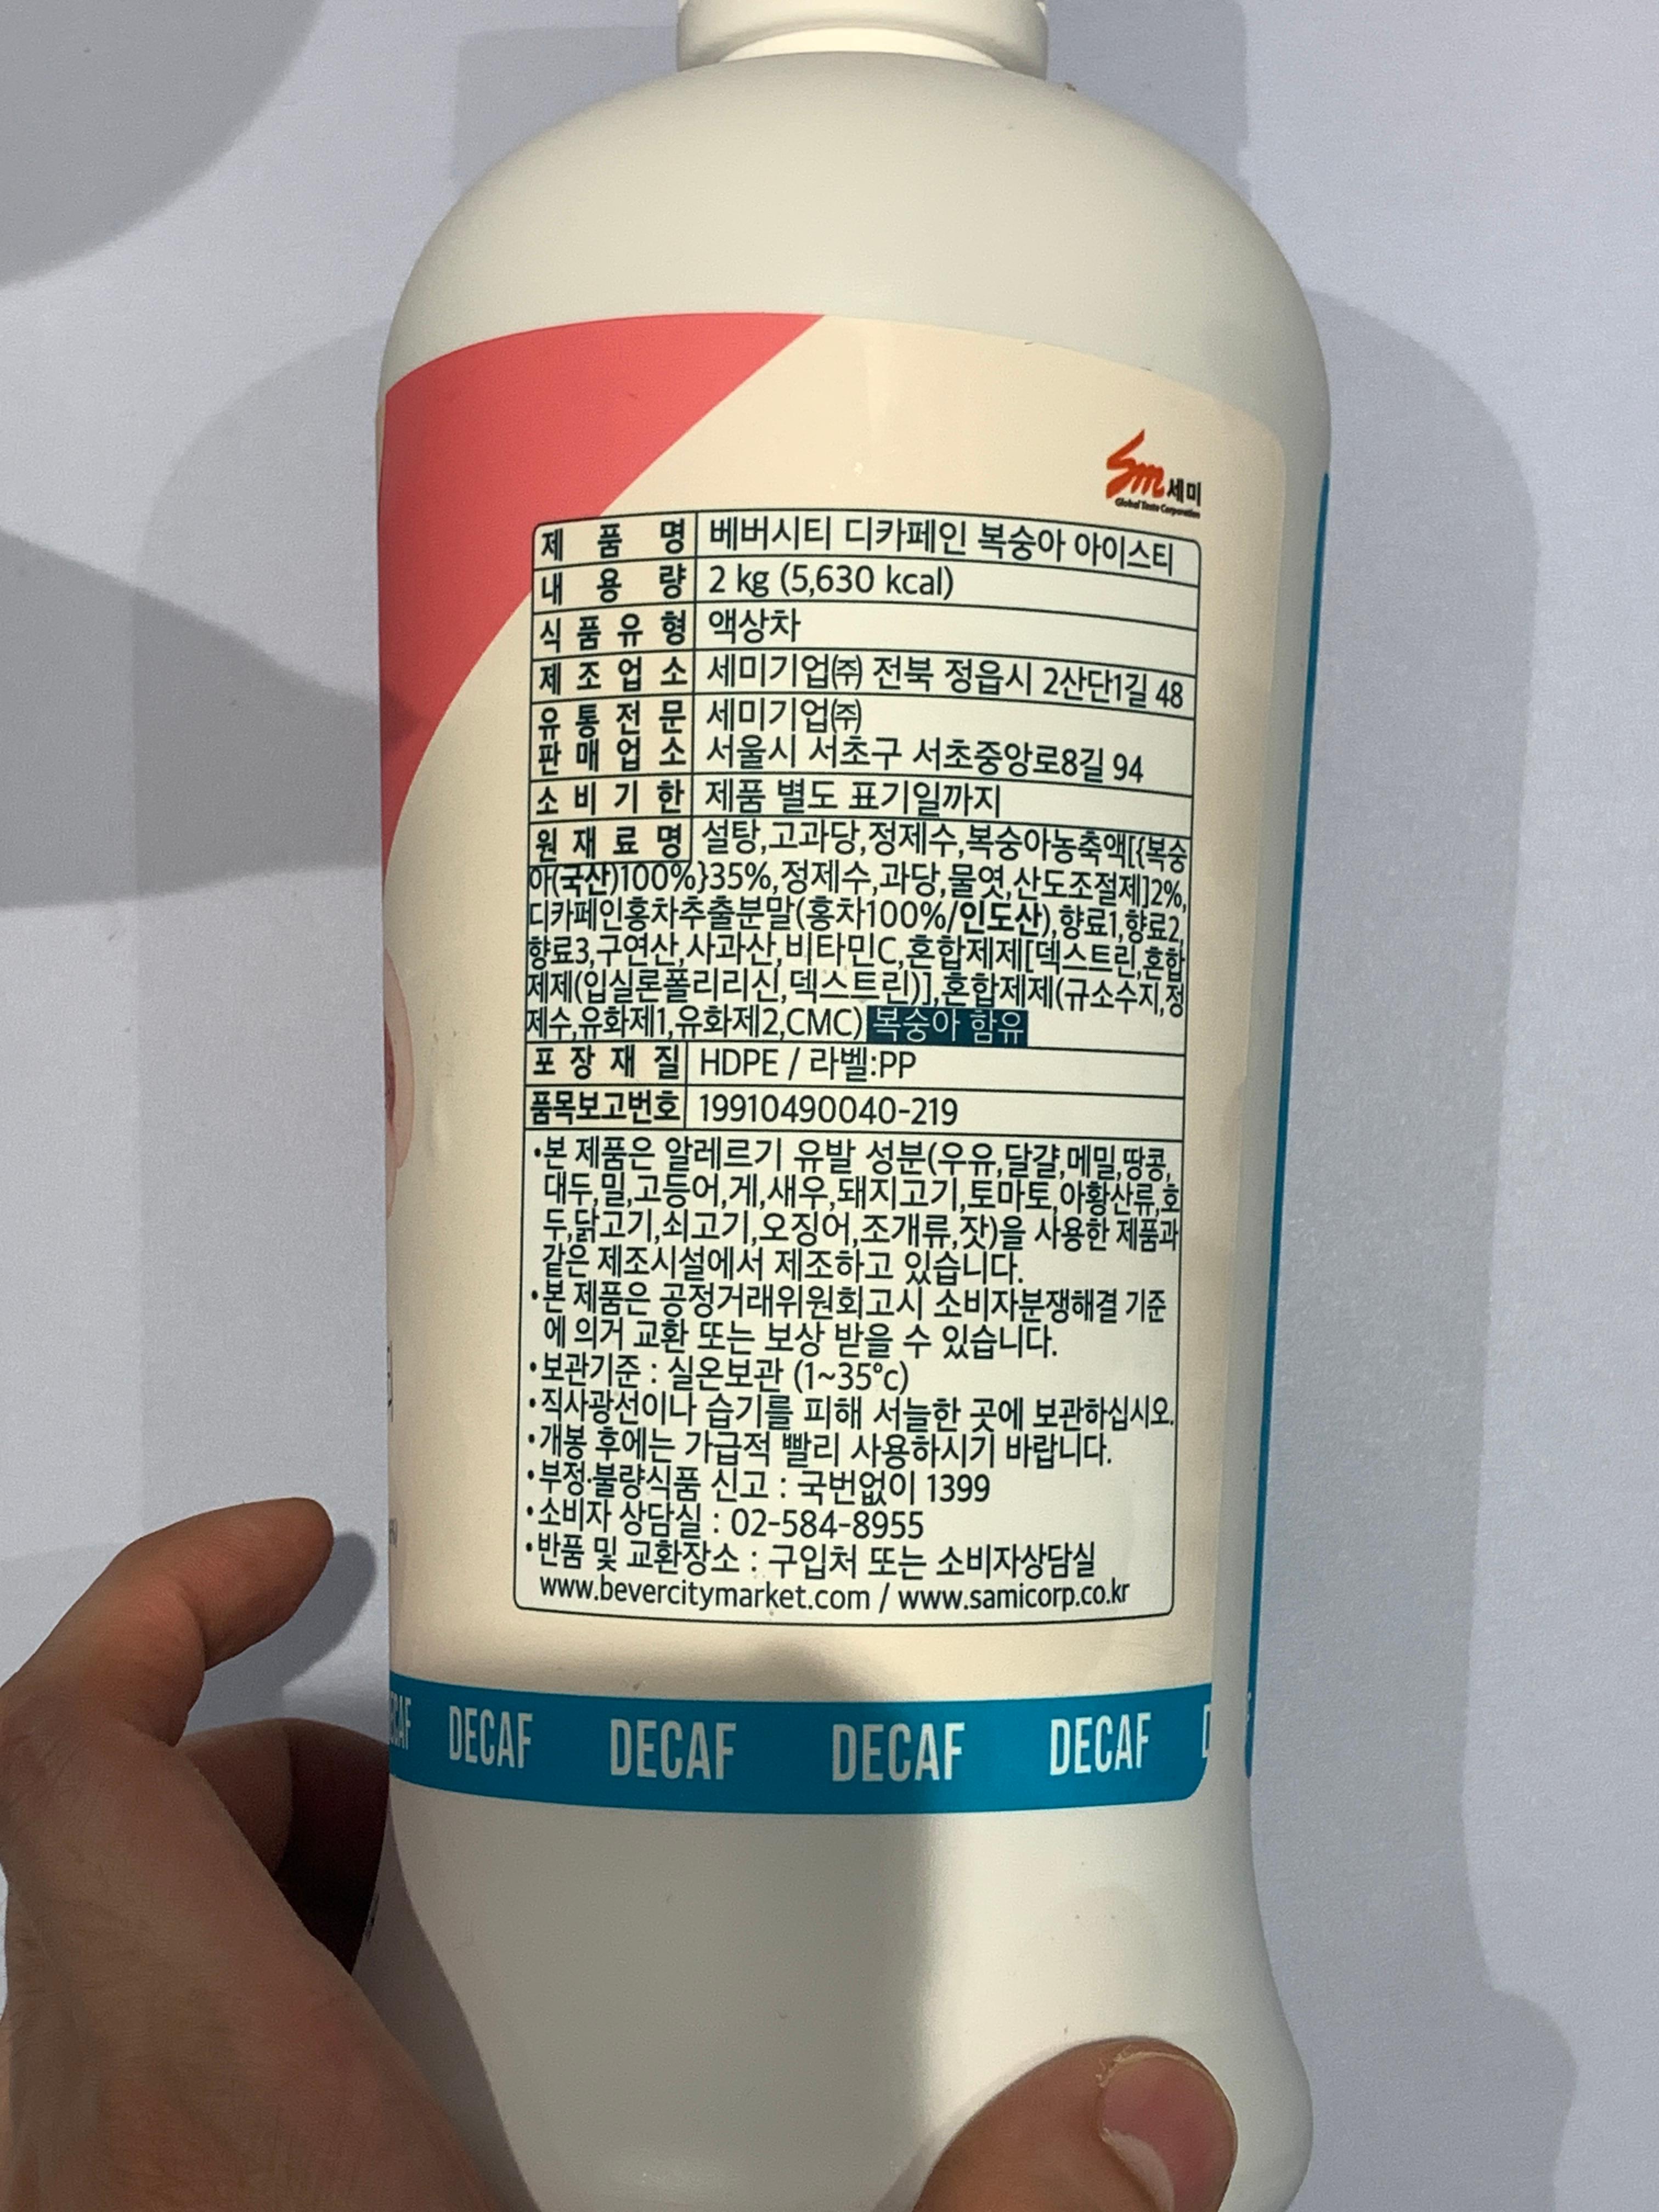 Sm 세미
Global Taste Corporation
제품명 베버시티 디카페인 복숭아 아이스티
내용량 2 kg (5,630 kcal)
식품유형 액상차
제조업소 세미기업㈜ 전북 정읍시 2산단1길 48
유통전문 세미기업㈜
판매업소 서울시 서초구 서초중앙로8길 94
소비기한 제품 별도 표기일까지
원재료명 설탕,고과당,정제수,복숭아농축액[{복숭
아(국산)100%}35%,정제수,과당,물엿,산도조절제]2%,
디카페인홍차추출분말(홍차100%/인도산),향료1,향료2,
향료3,구연산,사과산,비타민C,혼합제제[덱스트린,혼합
제제(입실론폴리리신,덱스트린)],혼합제제(규소수지,정
제수,유화제1,유화제2,CMC) 복숭아 함유
포장재질 HDPE / 라벨:PP
품목보고번호 19910490040-219
•본 제품은 알레르기 유발 성분(우유,달걀,메밀,땅콩,
대두,밀,고등어,게,새우,돼지고기,토마토,아황산류,호
두,닭고기,쇠고기,오징어,조개류,잣)을 사용한 제품과
같은 제조시설에서 제조하고 있습니다.
•본 제품은 공정거래위원회고시 소비자분쟁해결 기준
에 의거 교환 또는 보상 받을 수 있습니다.
•보관기준 : 실온보관 (1~35℃)
•직사광선이나 습기를 피해 서늘한 곳에 보관하십시오.
•개봉 후에는 가급적 빨리 사용하시기 바랍니다.
•부정·불량식품 신고 : 국번없이 1399
•소비자 상담실 : 02-584-8955
•반품 및 교환장소 : 구입처 또는 소비자상담실
www.bevercitymarket.com / www.samicorp.co.kr
DECAF DECAF DECAF DECAF